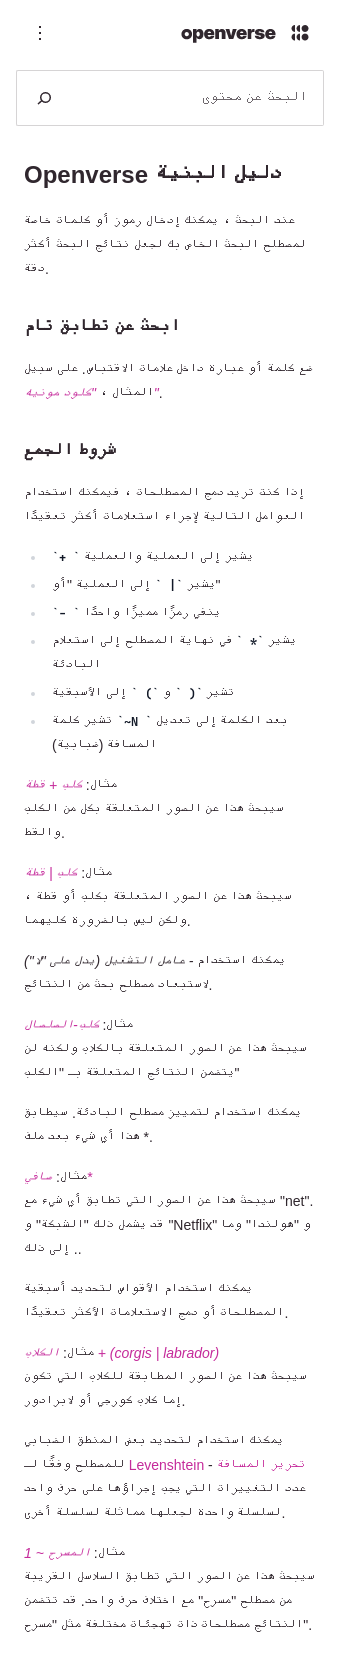 openverse
البحث عن محتوى
دليل البنية Openverse
عند البحث ، يمكنك إدخال رموز أو كلمات خاصة
لمصطلح البحث الخاص بك لجعل نتائج البحث أكثر
دقة.
ابحث عن تطابق تام
ضع كلمة أو عبارة داخل علامات الاقتباس. على سبيل
المثال ، "كلود مونيه".
شروط الجمع
إذا كنت تريد دمج المصطلحات ، فيمكنك استخدام
العوامل التالية لإجراء استعلامات أكثر تعقيدًا
يشير إلى العملية والعملية ` +`
يشير `| ` إلى العملية "أو"
ينفي رمزًا مميزًا واحدًا ` -`
يشير `* ` في نهاية المصطلح إلى استعلام
البادئة
تشير `( ` و `) ` إلى الأسبقية
بعد الكلمة إلى تعديل ` ~N` تشير كلمة
المسافة (ضبابية)
مثال: كلب + قطة
سيبحث هذا عن الصور المتعلقة بكل من الكلب
والقط.
مثال: كلب | قطة
سيبحث هذا عن الصور المتعلقة بكلب أو قطة ،
ولكن ليس بالضرورة كليهما.
يمكنك استخدام - عامل التشغيل (يدل على "لا")
لاستبعاد مصطلح بحث من النتائج.
مثال: كلب-السلسال
سيبحث هذا عن الصور المتعلقة بالكلاب ولكنه لن
يتضمن النتائج المتعلقة بـ "الكلب"
يمكنك استخدام لتمييز مصطلح البادئة. سيطابق
هذا أي شيء بعد ملف *.
مثال: صافي*
سيبحث هذا عن الصور التي تطابق أي شيء مع "net".
قد يشمل ذلك "الشبكة" و "Netflix" و "هولندا" وما
إلى ذلك ..
يمكنك استخدام الأقواس لتحديد أسبقية
المصطلحات أو دمج الاستعلامات الأكثر تعقيدًا.
مثال: الكلاب + (corgis | labrador)
سيبحث هذا عن الصور المطابقة للكلاب التي تكون
إما كلاب كورجي أو لابرادور.
يمكنك استخدام لتحديد بعض المنطق الضبابي
للمصطلح وفقًا لـ Levenshtein - تحرير المسافة
عدد التغييرات التي يجب إجراؤها على حرف واحد
لسلسلة واحدة لجعلها مماثلة لسلسلة أخرى.
مثال: المسرح ~ 1
سيبحث هذا عن الصور التي تطابق السلاسل القريبة
من مصطلح "مسرح" مع اختلاف حرف واحد. قد تتضمن
النتائج مصطلحات ذات تهجئات مختلفة مثل "مسرح".